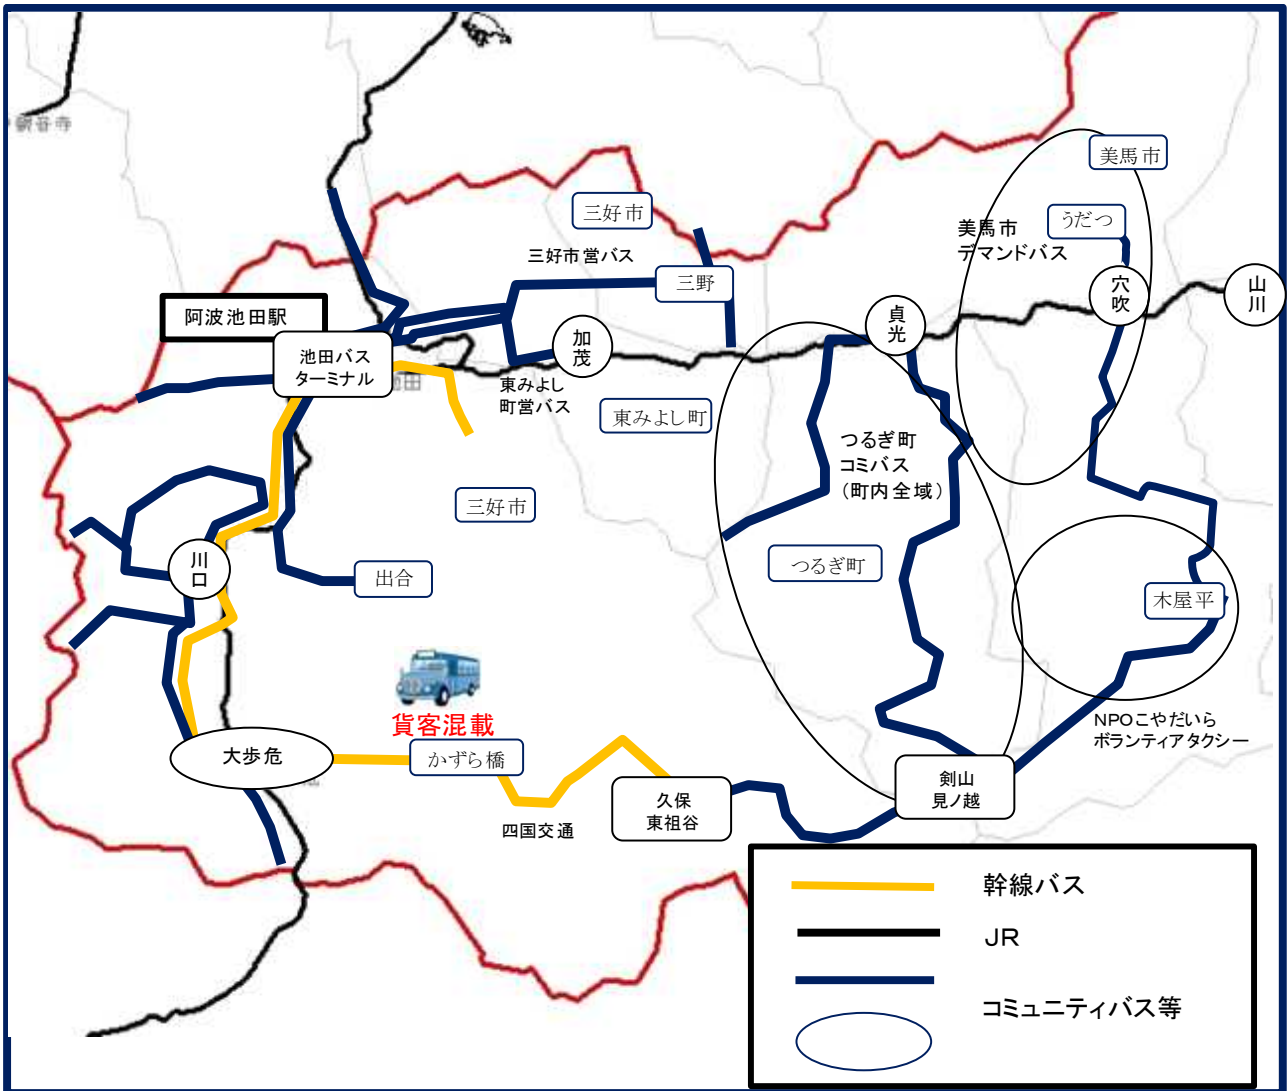 観音寺
美馬市
三好市
うだつ
美馬市
デマンドバス
三好市営バス
三野
穴吹
山川
阿波池田駅
貞光
加茂
池田バス
ターミナル
池田
東みよし
町営バス
東みよし町
つるぎ町
コミバス
（町内全域）
三好市
川口
出合
つるぎ町
木屋平
貨客混載
NPOこやだいら
ボランティアタクシー
大歩危
かずら橋
剣山
見ノ越
久保
東祖谷
四国交通
幹線バス
ＪＲ
コミュニティバス等